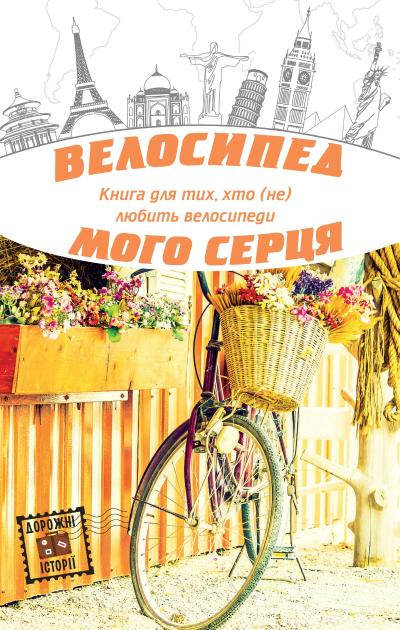 ВЕЛОСИПЕД
Книга для тих, хто (не)
любить велосипеди
МОГО СЕРЦЯ
ДОРОЖНІ
ІСТОРІЇ